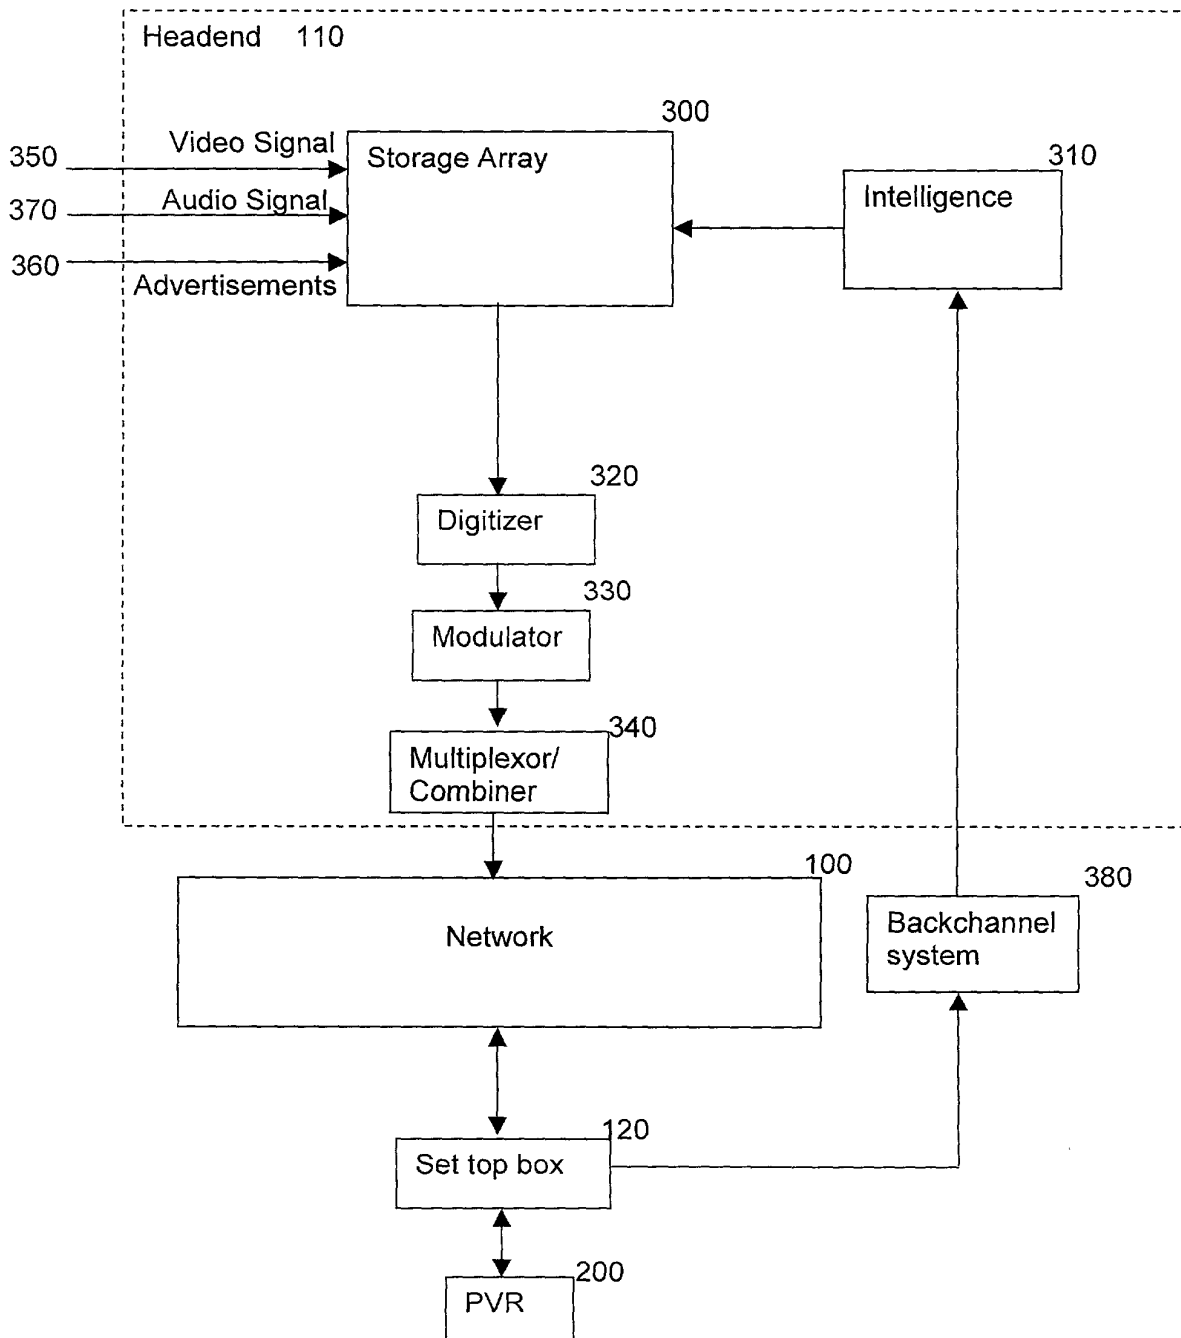 Headend 110
300
Video Signal
350
Storage Array
310
Intelligence
Audio Signal
370
360
Advertisements
320
Digitizer
330
Modulator
340
Multiplexor/
Combiner
100
Network
380
Backchannel
system
120
Set top box
200
PVR